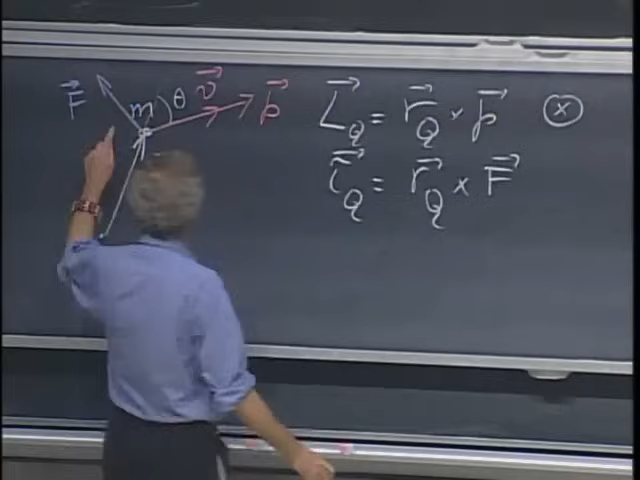 F⃗ m θ v⃗ p⃗
L⃗_Q = r⃗_Q × p⃗ ⊗
τ⃗_Q = r⃗_Q × F⃗